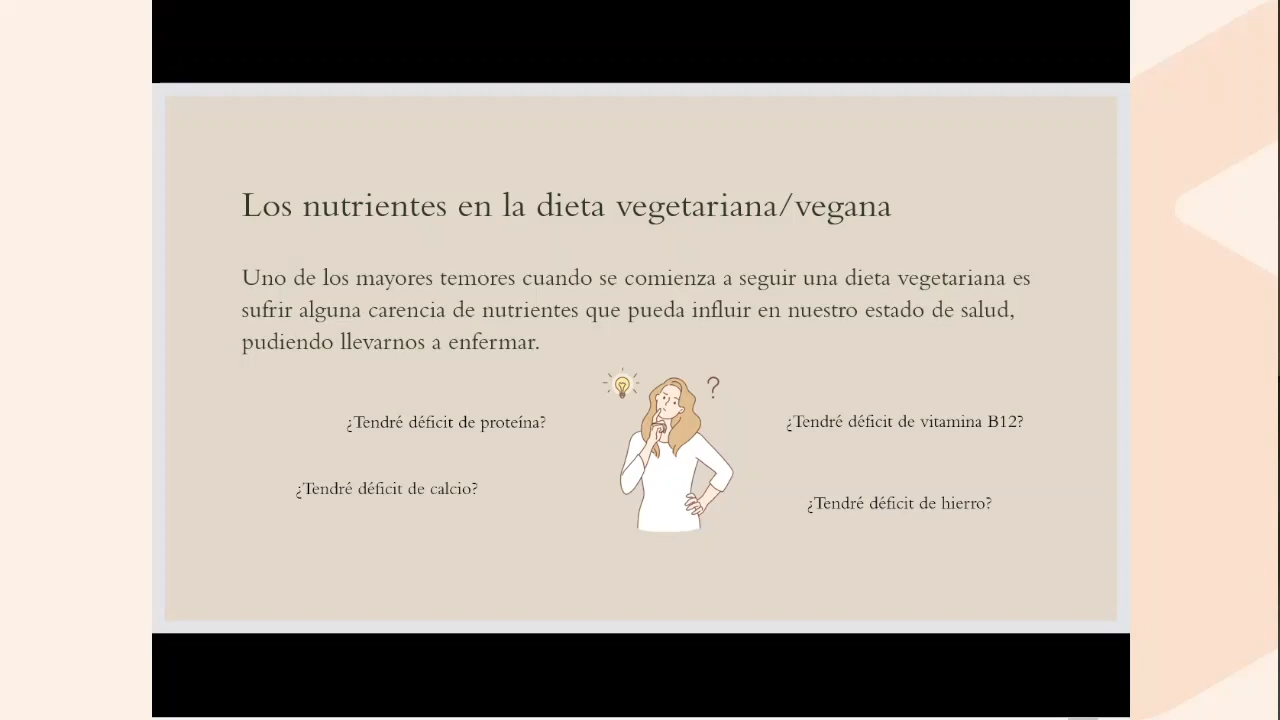 Los nutrientes en la dieta vegetariana/vegana
Uno de los mayores temores cuando se comienza a seguir una dieta vegetariana es
sufrir alguna carencia de nutrientes que pueda influir en nuestro estado de salud,
pudiendo llevarnos a enfermar.
?
¿Tendré déficit de proteína?
¿Tendré déficit de vitamina B12?
¿Tendré déficit de calcio?
¿Tendré déficit de hierro?